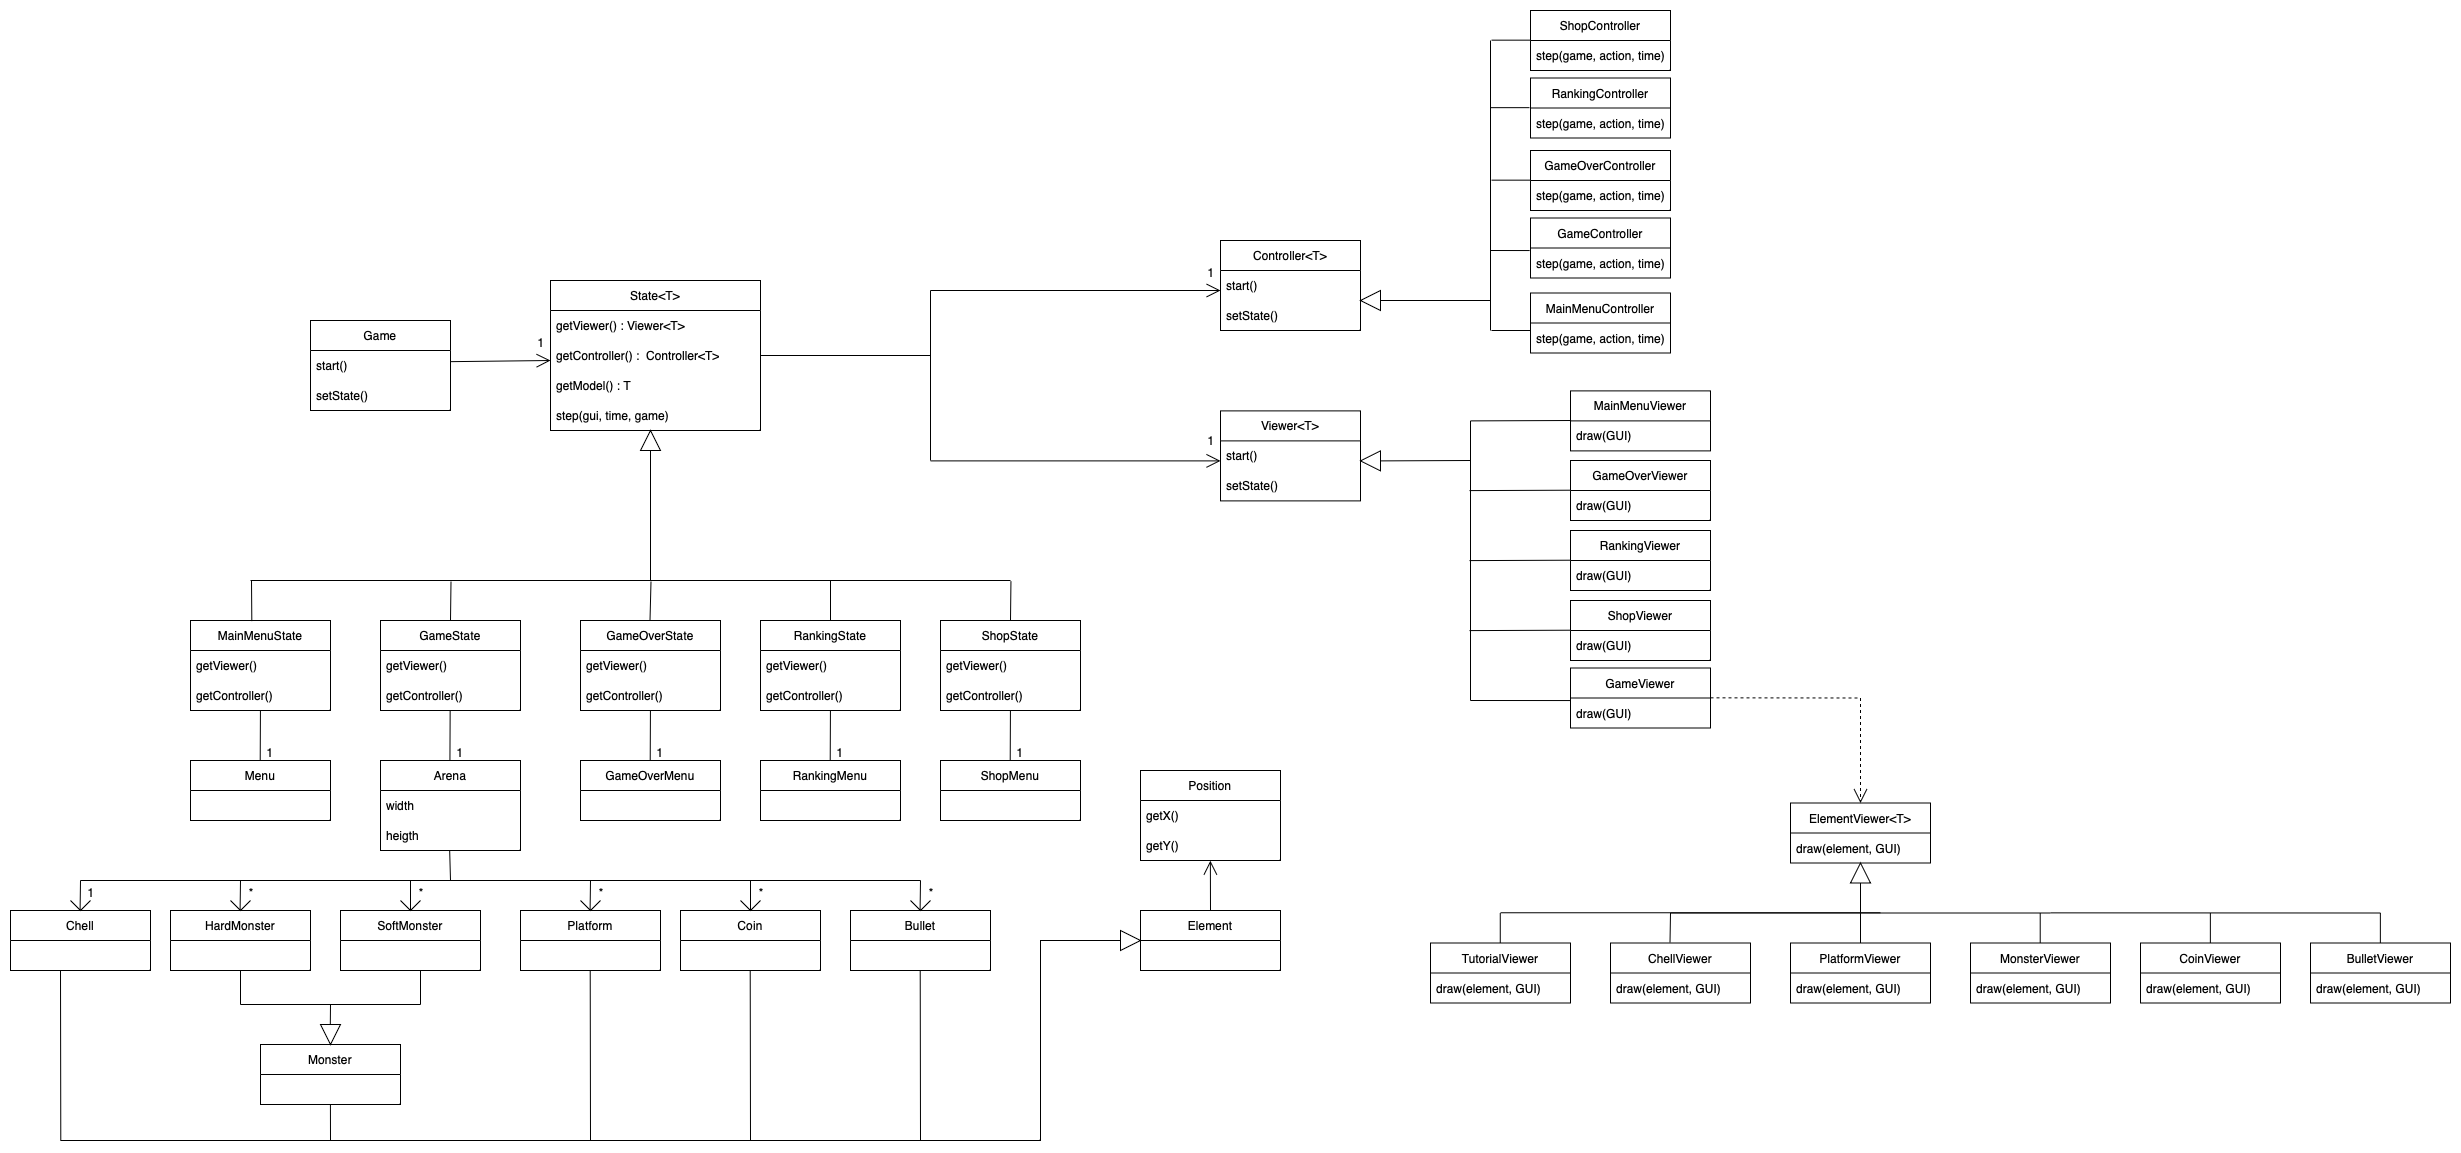 ShopController
step(game, action, time)
RankingController
step(game, action, time)
GameOverController
step(game, action, time)
GameController
step(game, action, time)
MainMenuController
step(game, action, time)
Controller<T>
1
start()
setState()
State<T>
getViewer() : Viewer<T>
getController() :  Controller<T>
getModel() : T
step(gui, time, game)
Game
1
start()
setState()
Viewer<T>
1
start()
setState()
MainMenuViewer
draw(GUI)
GameOverViewer
draw(GUI)
RankingViewer
draw(GUI)
ShopViewer
draw(GUI)
GameViewer
draw(GUI)
MainMenuState
getViewer()
getController()
GameState
getViewer()
getController()
GameOverState
getViewer()
getController()
RankingState
getViewer()
getController()
ShopState
getViewer()
getController()
1
1
1
1
1
Menu
Arena
width
heigth
GameOverMenu
RankingMenu
ShopMenu
Position
getX()
getY()
ElementViewer<T>
draw(element, GUI)
1
*
*
*
*
*
Chell
HardMonster
SoftMonster
Platform
Coin
Bullet
Element
TutorialViewer
draw(element, GUI)
ChellViewer
draw(element, GUI)
PlatformViewer
draw(element, GUI)
MonsterViewer
draw(element, GUI)
CoinViewer
draw(element, GUI)
BulletViewer
draw(element, GUI)
Monster